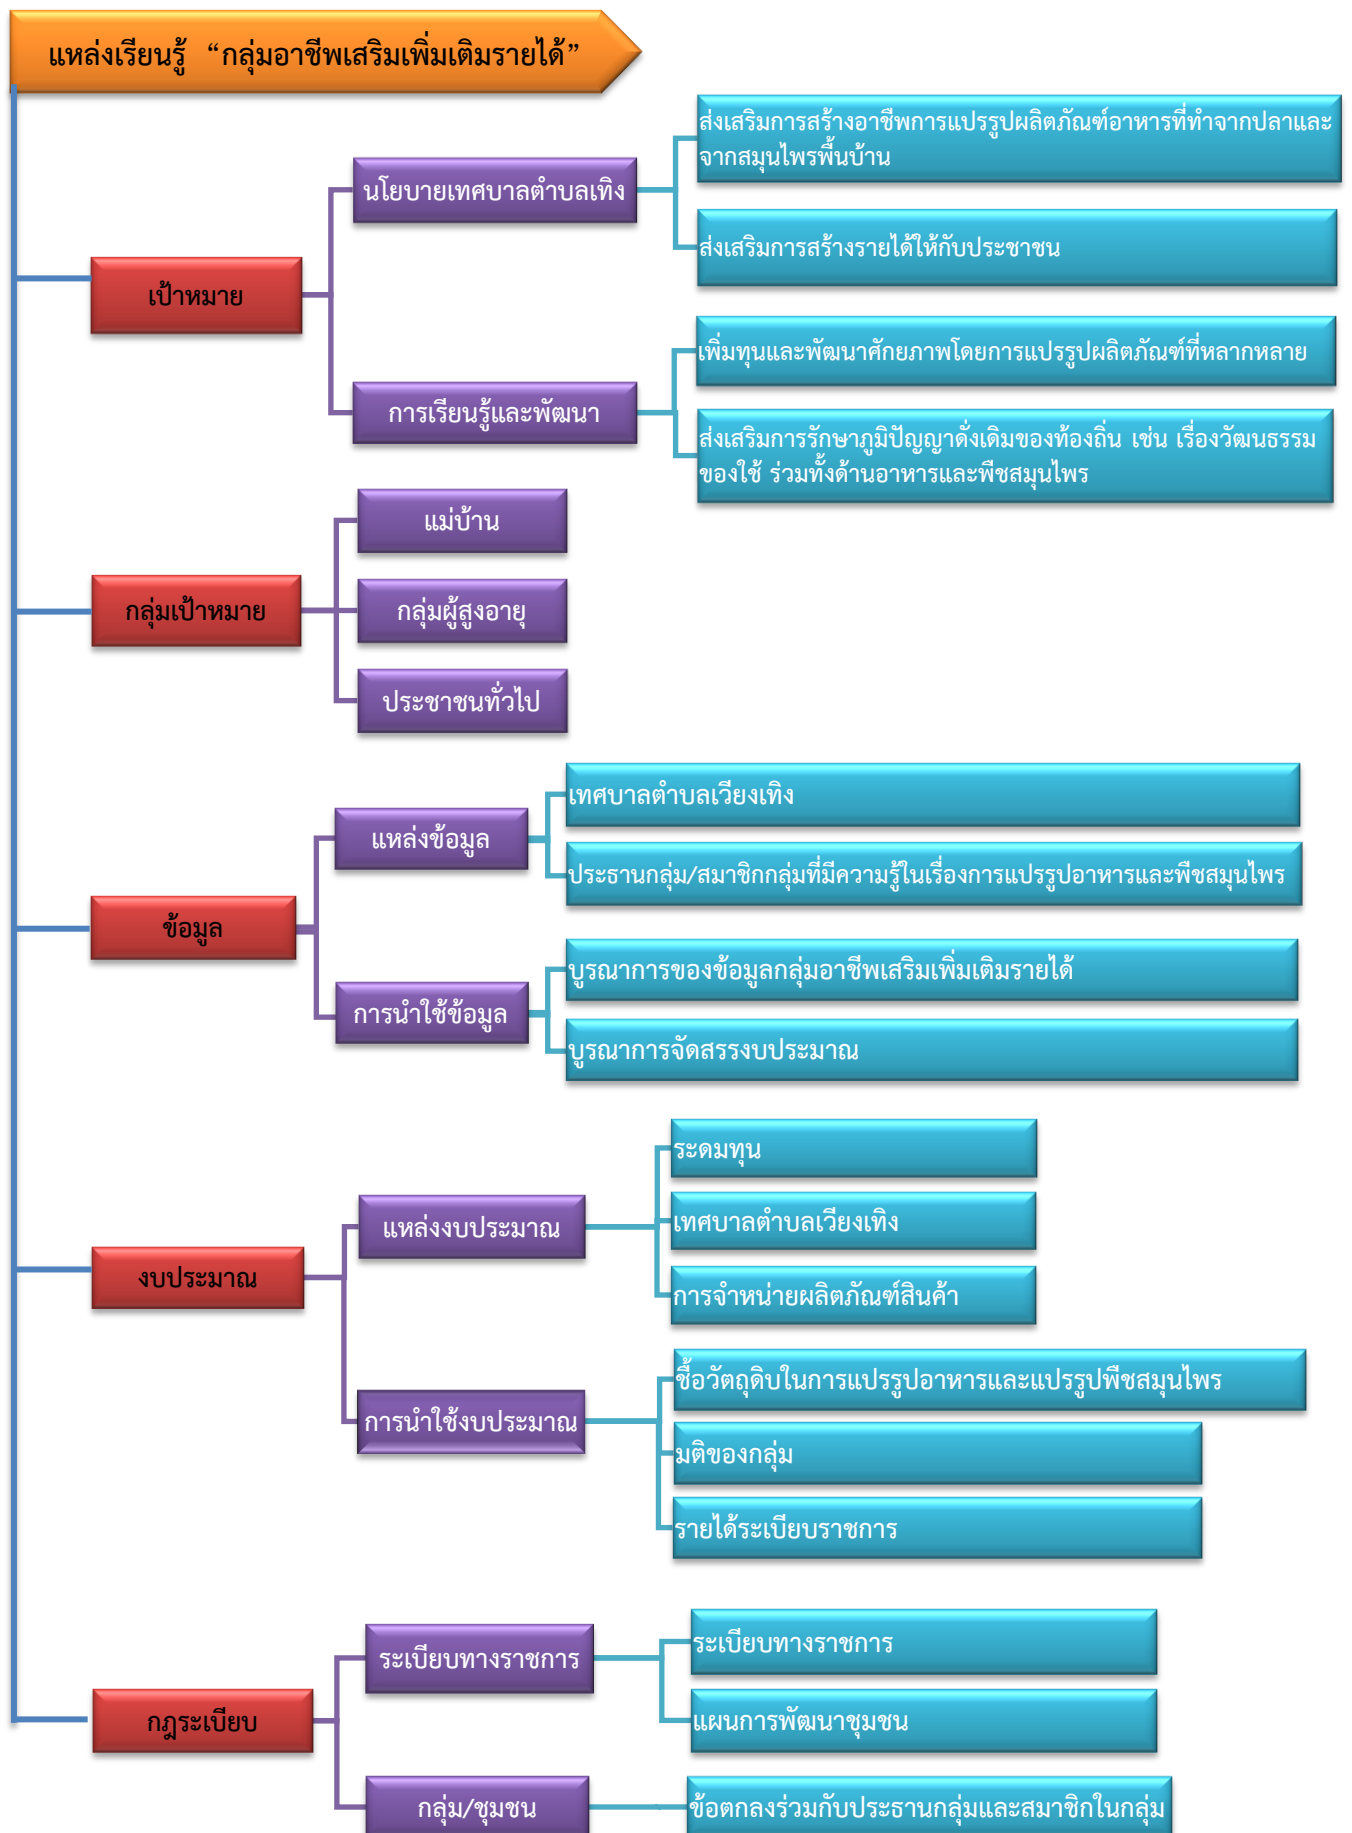 แหล่งเรียนรู้ “กลุ่มอาชีพเสริมเพิ่มเติมรายได้”
เป้าหมาย
นโยบายเทศบาลตำบลเทิง
ส่งเสริมการสร้างอาชีพการแปรรูปผลิตภัณฑ์อาหารที่ทำจากปลาและ
จากสมุนไพรพื้นบ้าน
ส่งเสริมการสร้างรายได้ให้กับประชาชน
การเรียนรู้และพัฒนา
เพิ่มทุนและพัฒนาศักยภาพโดยการแปรรูปผลิตภัณฑ์ที่หลากหลาย
ส่งเสริมการรักษาภูมิปัญญาดั่งเดิมของท้องถิ่น เช่น เรื่องวัฒนธรรม
ของใช้ ร่วมทั้งด้านอาหารและพืชสมุนไพร
กลุ่มเป้าหมาย
แม่บ้าน
กลุ่มผู้สูงอายุ
ประชาชนทั่วไป
ข้อมูล
แหล่งข้อมูล
เทศบาลตำบลเวียงเทิง
ประธานกลุ่ม/สมาชิกกลุ่มที่มีความรู้ในเรื่องการแปรรูปอาหารและพืชสมุนไพร
การนำใช้ข้อมูล
บูรณาการของข้อมูลกลุ่มอาชีพเสริมเพิ่มเติมรายได้
บูรณาการจัดสรรงบประมาณ
งบประมาณ
แหล่งงบประมาณ
ระดมทุน
เทศบาลตำบลเวียงเทิง
การจำหน่ายผลิตภัณฑ์สินค้า
การนำใช้งบประมาณ
ซื้อวัตถุดิบในการแปรรูปอาหารและแปรรูปพืชสมุนไพร
มติของกลุ่ม
รายได้ระเบียบราชการ
กฎระเบียบ
ระเบียบทางราชการ
ระเบียบทางราชการ
แผนการพัฒนาชุมชน
กลุ่ม/ชุมชน
ข้อตกลงร่วมกับประธานกลุ่มและสมาชิกในกลุ่ม